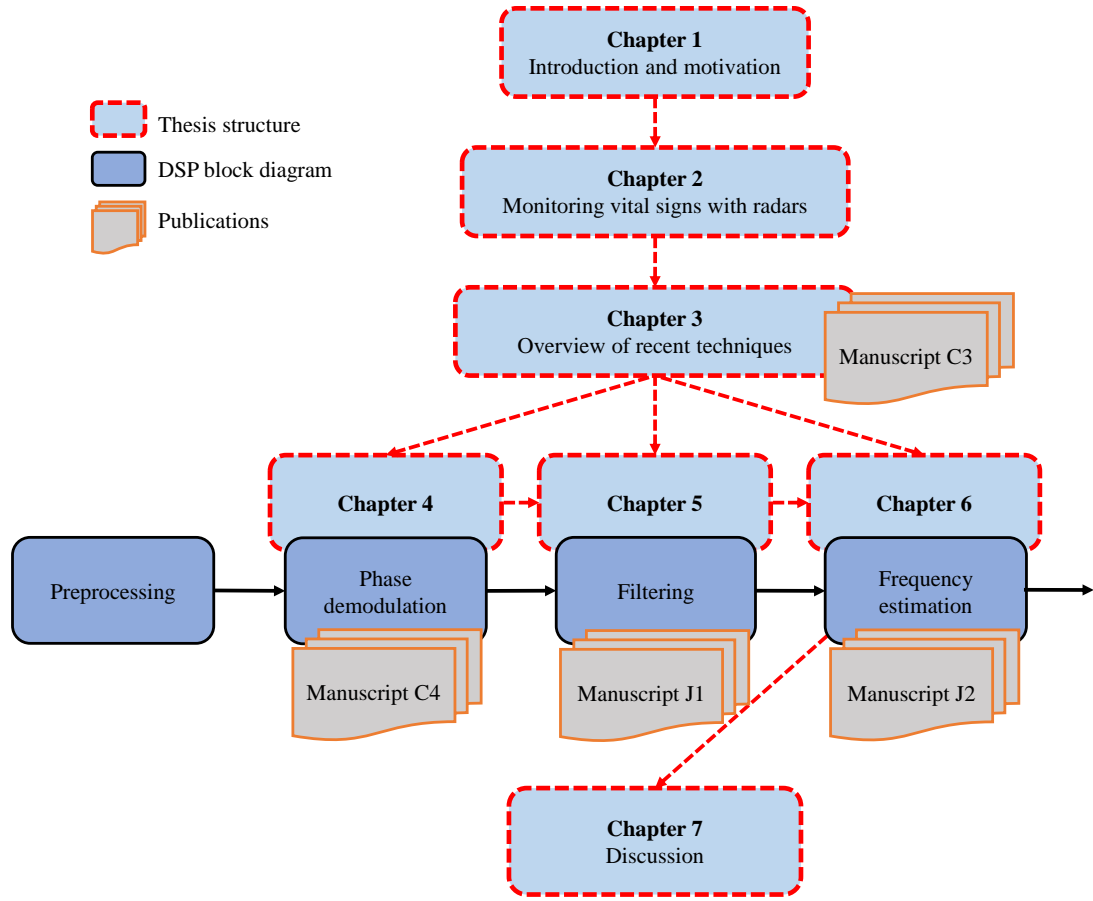 Chapter 1
Introduction and motivation
Thesis structure
DSP block diagram
Publications
Chapter 2
Monitoring vital signs with radars
Chapter 3
Overview of recent techniques
Manuscript C3
Chapter 4
Chapter 5
Chapter 6
Preprocessing
Phase
demodulation
Filtering
Frequency
estimation
Manuscript C4
Manuscript J1
Manuscript J2
Chapter 7
Discussion